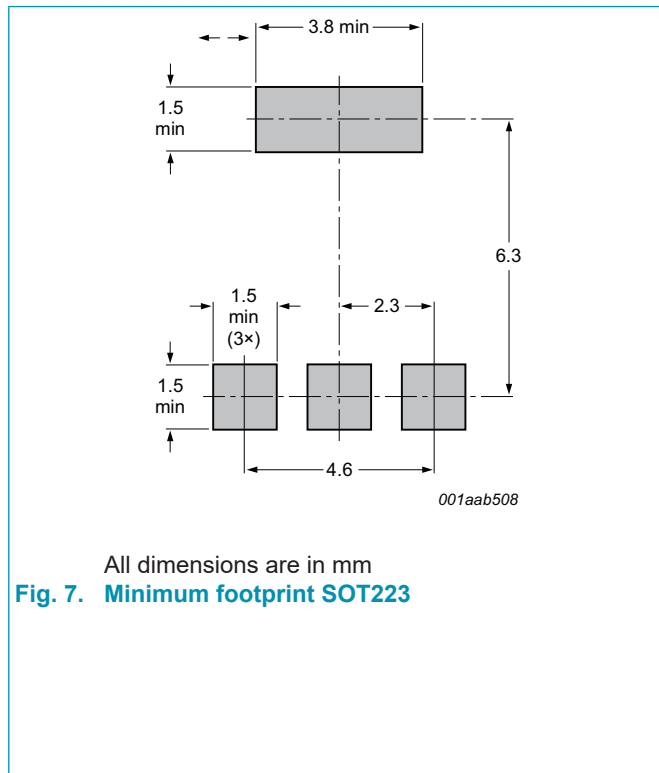 3.8 min
1.5
min
6.3
1.5
min
(3×)
2.3
1.5
min
4.6
001aab508
All dimensions are in mm
Fig. 7. Minimum footprint SOT223